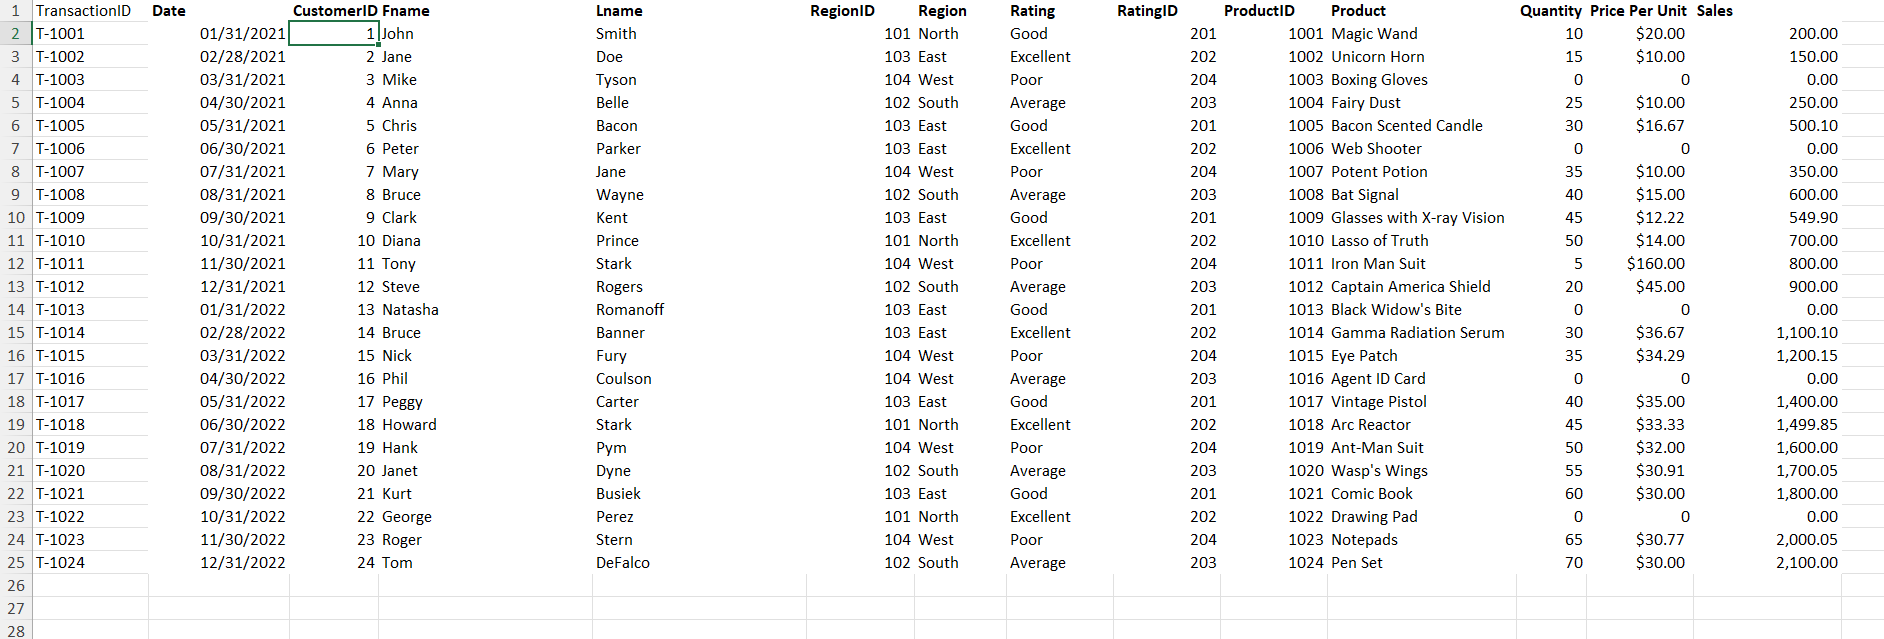 1 TransactionID Date CustomerID Fname Lname RegionID Region Rating RatingID ProductID Product Quantity Price Per Unit Sales
2 T-1001 01/31/2021 1 John Smith 101 North Good 201 1001 Magic Wand 10 $20.00 200.00
3 T-1002 02/28/2021 2 Jane Doe 103 East Excellent 202 1002 Unicorn Horn 15 $10.00 150.00
4 T-1003 03/31/2021 3 Mike Tyson 104 West Poor 204 1003 Boxing Gloves 0 0 0.00
5 T-1004 04/30/2021 4 Anna Belle 102 South Average 203 1004 Fairy Dust 25 $10.00 250.00
6 T-1005 05/31/2021 5 Chris Bacon 103 East Good 201 1005 Bacon Scented Candle 30 $16.67 500.10
7 T-1006 06/30/2021 6 Peter Parker 103 East Excellent 202 1006 Web Shooter 0 0 0.00
8 T-1007 07/31/2021 7 Mary Jane 104 West Poor 204 1007 Potent Potion 35 $10.00 350.00
9 T-1008 08/31/2021 8 Bruce Wayne 102 South Average 203 1008 Bat Signal 40 $15.00 600.00
10 T-1009 09/30/2021 9 Clark Kent 103 East Good 201 1009 Glasses with X-ray Vision 45 $12.22 549.90
11 T-1010 10/31/2021 10 Diana Prince 101 North Excellent 202 1010 Lasso of Truth 50 $14.00 700.00
12 T-1011 11/30/2021 11 Tony Stark 104 West Poor 204 1011 Iron Man Suit 5 $160.00 800.00
13 T-1012 12/31/2021 12 Steve Rogers 102 South Average 203 1012 Captain America Shield 20 $45.00 900.00
14 T-1013 01/31/2022 13 Natasha Romanoff 103 East Good 201 1013 Black Widow's Bite 0 0 0.00
15 T-1014 02/28/2022 14 Bruce Banner 103 East Excellent 202 1014 Gamma Radiation Serum 30 $36.67 1,100.10
16 T-1015 03/31/2022 15 Nick Fury 104 West Poor 204 1015 Eye Patch 35 $34.29 1,200.15
17 T-1016 04/30/2022 16 Phil Coulson 104 West Average 203 1016 Agent ID Card 0 0 0.00
18 T-1017 05/31/2022 17 Peggy Carter 103 East Good 201 1017 Vintage Pistol 40 $35.00 1,400.00
19 T-1018 06/30/2022 18 Howard Stark 101 North Excellent 202 1018 Arc Reactor 45 $33.33 1,499.85
20 T-1019 07/31/2022 19 Hank Pym 104 West Poor 204 1019 Ant-Man Suit 50 $32.00 1,600.00
21 T-1020 08/31/2022 20 Janet Dyne 102 South Average 203 1020 Wasp's Wings 55 $30.91 1,700.05
22 T-1021 09/30/2022 21 Kurt Busiek 103 East Good 201 1021 Comic Book 60 $30.00 1,800.00
23 T-1022 10/31/2022 22 George Perez 101 North Excellent 202 1022 Drawing Pad 0 0 0.00
24 T-1023 11/30/2022 23 Roger Stern 104 West Poor 204 1023 Notepads 65 $30.77 2,000.05
25 T-1024 12/31/2022 24 Tom DeFalco 102 South Average 203 1024 Pen Set 70 $30.00 2,100.00
26
27
28